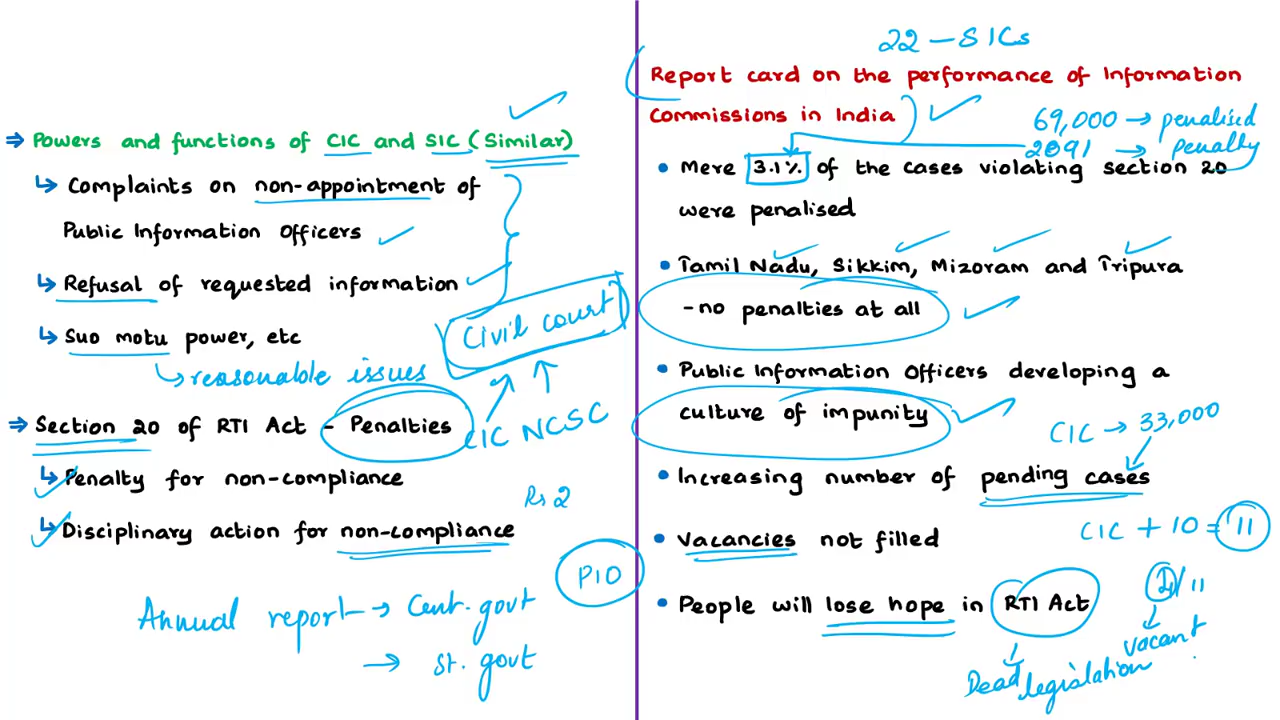 ⇒ Powers and functions of CIC and SIC (Similar)
↳ Complaints on non-appointment of
Public Information Officers
↳ Refusal of requested information
↳ Suo motu power, etc
↳ reasonable issues
Civil court
CIC NCSC
⇒ Section 20 of RTI Act - Penalties
↳ Penalty for non-compliance
Rs 2
↳ Disciplinary action for non-compliance
PIO
Annual report → Cent. govt
→ St. govt
22 - SICs
Report card on the performance of Information
Commissions in India
69,000 → penalised
2091 → penalty
• Mere 3.1% of the cases violating section 20
were penalised
• Tamil Nadu, Sikkim, Mizoram and Tripura
- no penalties at all
• Public Information Officers developing a
culture of impunity
CIC → 33,000
• Increasing number of pending cases
CIC + 10 = 11
• Vacancies not filled
/11
vacant
• People will lose hope in RTI Act
Dead legislation